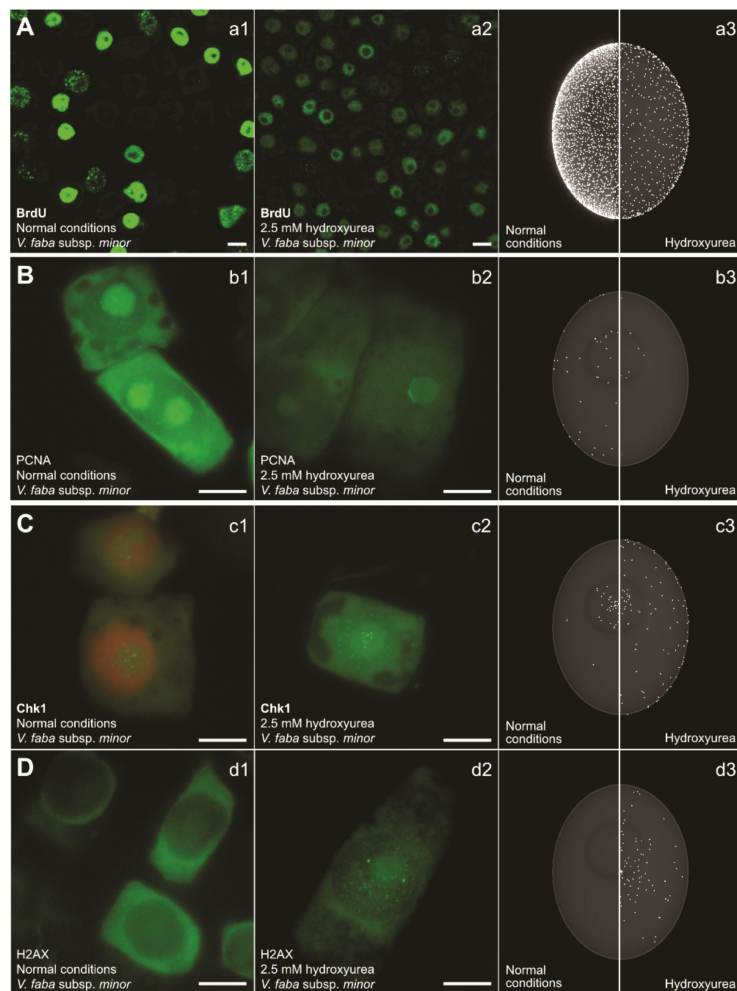 A
a1
BrdU
Normal conditions
V. faba subsp. minor
a2
BrdU
2.5 mM hydroxyurea
V. faba subsp. minor
a3
Normal
conditions
Hydroxyurea
B
b1
PCNA
Normal conditions
V. faba subsp. minor
b2
PCNA
2.5 mM hydroxyurea
V. faba subsp. minor
b3
Normal
conditions
Hydroxyurea
C
c1
Chk1
Normal conditions
V. faba subsp. minor
c2
Chk1
2.5 mM hydroxyurea
V. faba subsp. minor
c3
Normal
conditions
Hydroxyurea
D
d1
H2AX
Normal conditions
V. faba subsp. minor
d2
H2AX
2.5 mM hydroxyurea
V. faba subsp. minor
d3
Normal
conditions
Hydroxyurea